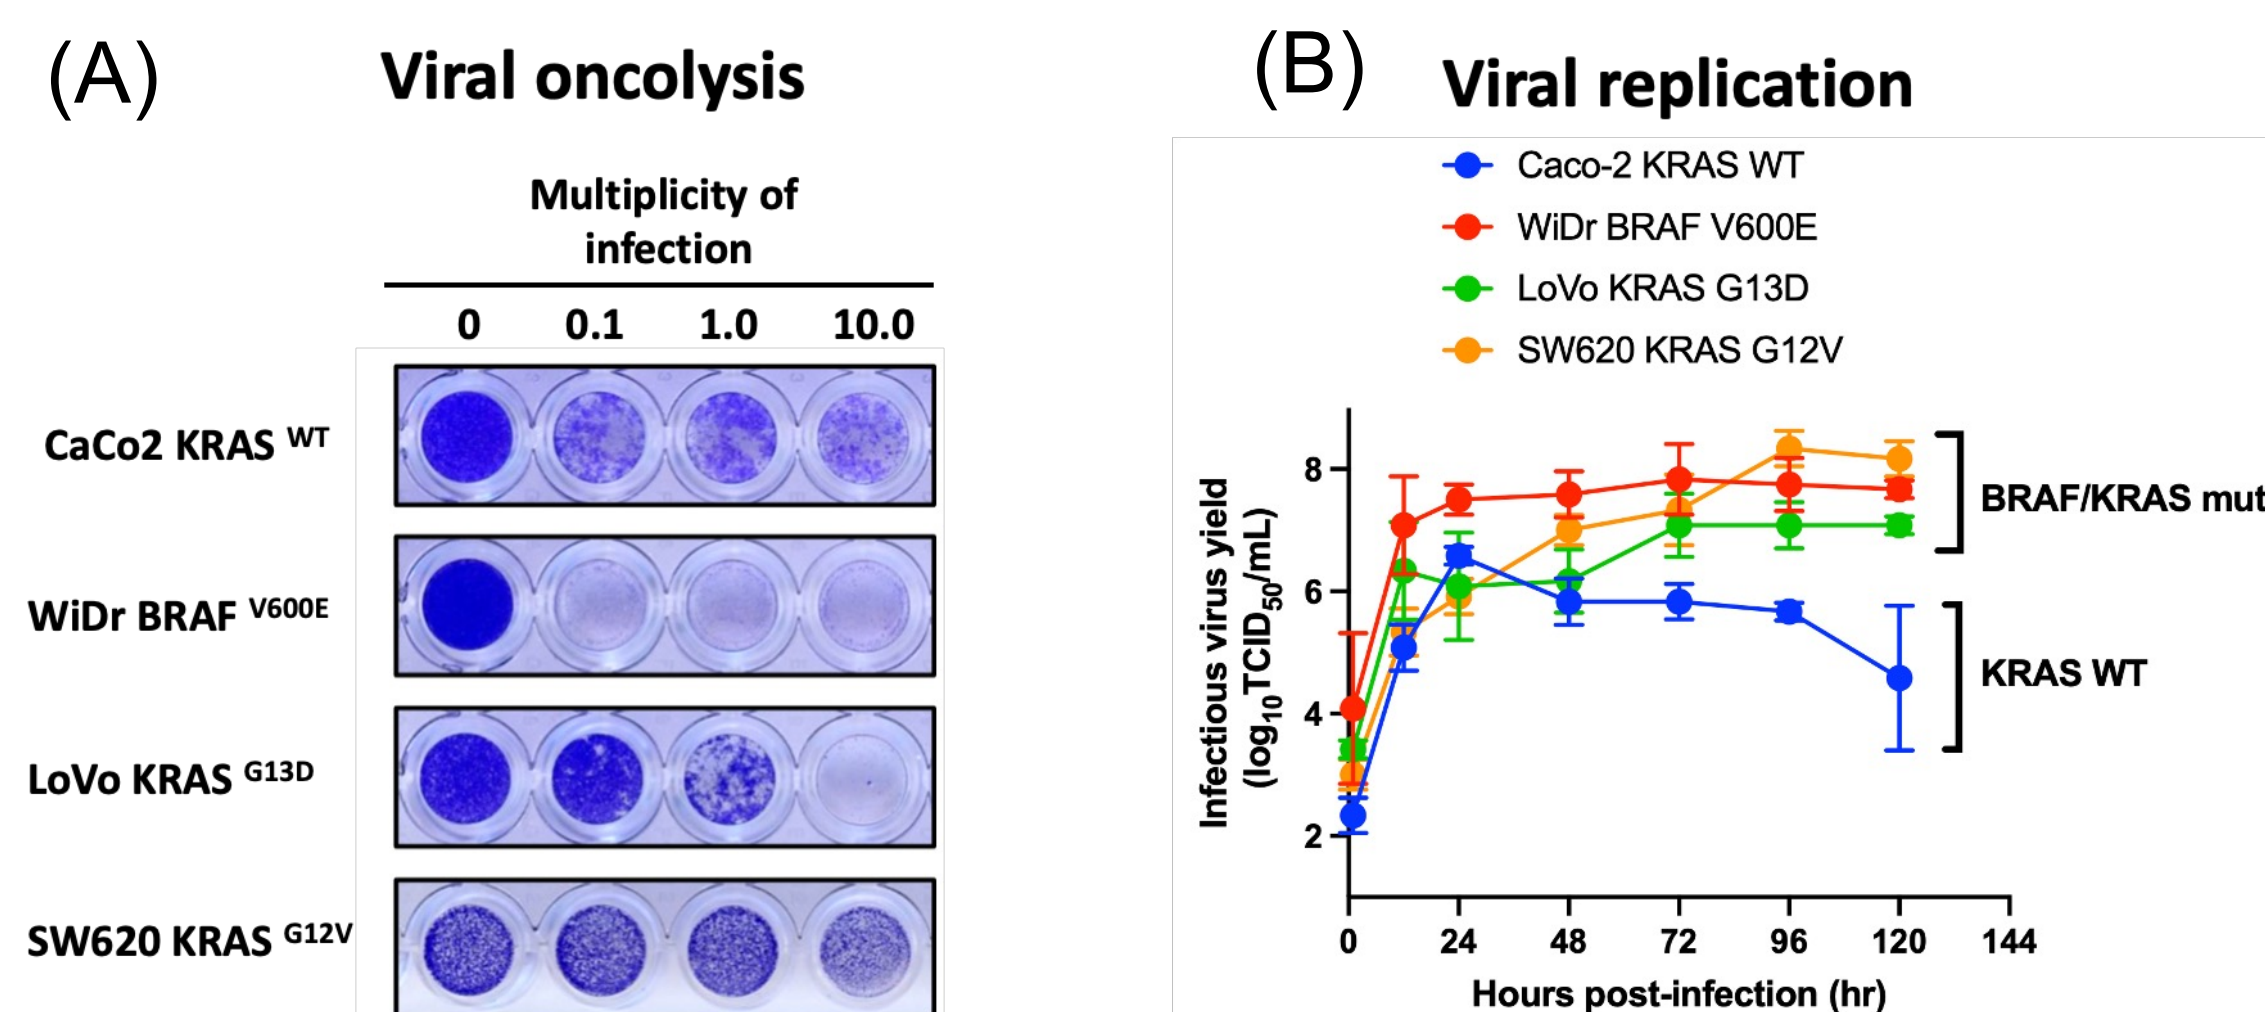 (A)
Viral oncolysis
Multiplicity of
infection
0 0.1 1.0 10.0
CaCo2 KRAS WT
WiDr BRAF V600E
LoVo KRAS G13D
SW620 KRAS G12V
(B)
Viral replication
Caco-2 KRAS WT
WiDr BRAF V600E
LoVo KRAS G13D
SW620 KRAS G12V
Infectious virus yield
(log10TCID50/mL)
8
6
4
2
BRAF/KRAS mut
KRAS WT
0 24 48 72 96 120 144
Hours post-infection (hr)